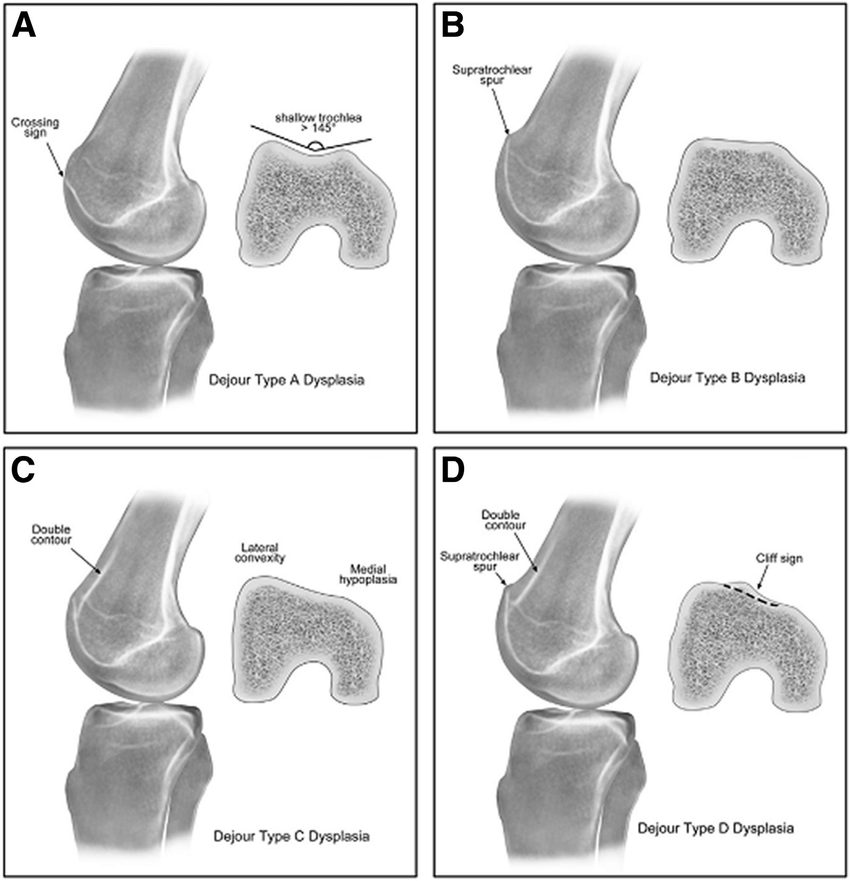 A
Crossing
sign
shallow trochlea
> 145°
Dejour Type A Dysplasia
B
Supratrochlear
spur
Dejour Type B Dysplasia
C
Double
contour
Lateral
convexity
Medial
hypoplasia
Dejour Type C Dysplasia
D
Double
contour
Supratrochlear
spur
Cliff sign
Dejour Type D Dysplasia